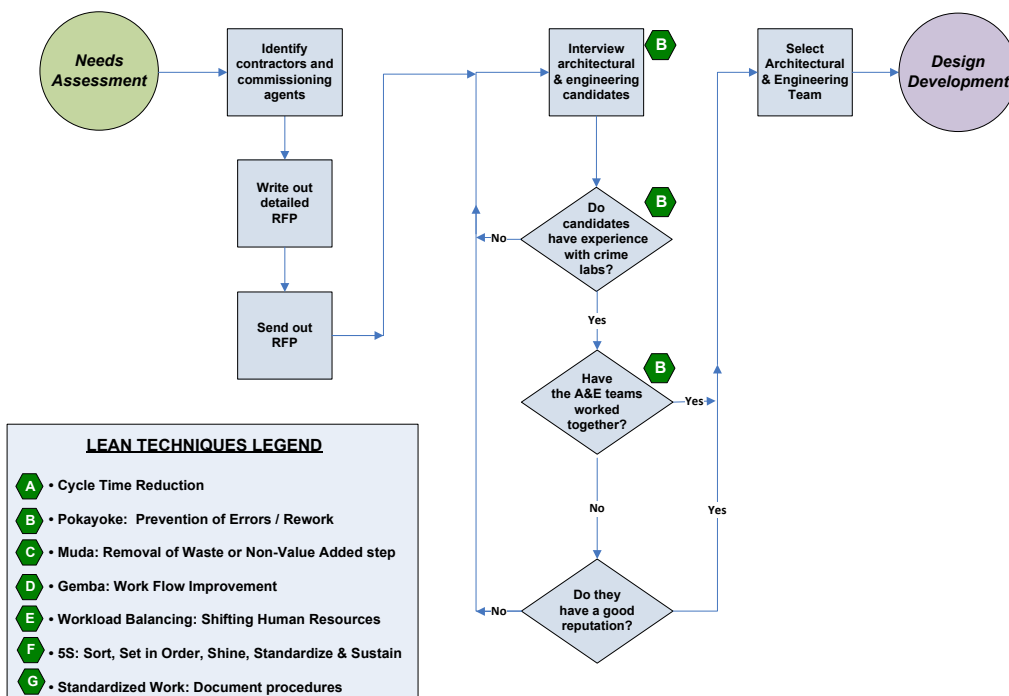 Needs
Assessment
Identify
contractors and
commissioning
agents
Write out
detailed
RFP
Send out
RFP
Interview
architectural
& engineering
candidates
B
Do
candidates
have experience
with crime
labs?
B
No
Yes
Have
the A&E teams
worked
together?
B
Yes
No
Yes
Do they
have a good
reputation?
No
Select
Architectural
& Engineering
Team
Design
Development
LEAN TECHNIQUES LEGEND
A • Cycle Time Reduction
B • Pokayoke: Prevention of Errors / Rework
C • Muda: Removal of Waste or Non-Value Added step
D • Gemba: Work Flow Improvement
E • Workload Balancing: Shifting Human Resources
F • 5S: Sort, Set in Order, Shine, Standardize & Sustain
G • Standardized Work: Document procedures